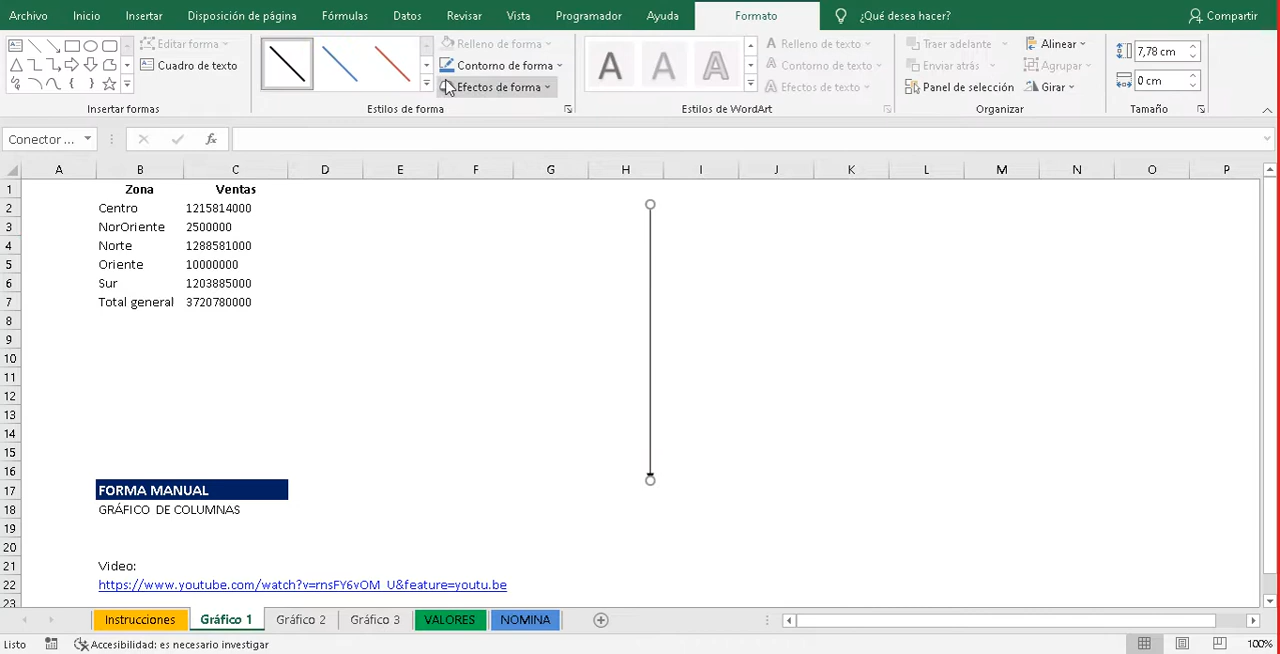 Archivo Inicio Insertar Disposición de página Fórmulas Datos Revisar Vista Programador Ayuda Formato ¿Qué desea hacer? Compartir
Editar forma
Cuadro de texto
Insertar formas
Relleno de forma
Contorno de forma
Efectos de forma
Estilos de forma
A A A
Relleno de texto
Contorno de texto
Efectos de texto
Estilos de WordArt
Traer adelante
Enviar atrás
Panel de selección
Alinear
Agrupar
Girar
Organizar
7,78 cm
0 cm
Tamaño
Conector ... fx
A B C D E F G H I J K L M N O P
1 Zona Ventas
2 Centro 1215814000
3 NorOriente 2500000
4 Norte 1288581000
5 Oriente 10000000
6 Sur 1203885000
7 Total general 3720780000
8
9
10
11
12
13
14
15
16
17 FORMA MANUAL
18 GRÁFICO DE COLUMNAS
19
20
21 Video:
22 https://www.youtube.com/watch?v=rnsFY6vOM_U&feature=youtu.be
23
Instrucciones Gráfico 1 Gráfico 2 Gráfico 3 VALORES NOMINA
Listo Accesibilidad: es necesario investigar 100%